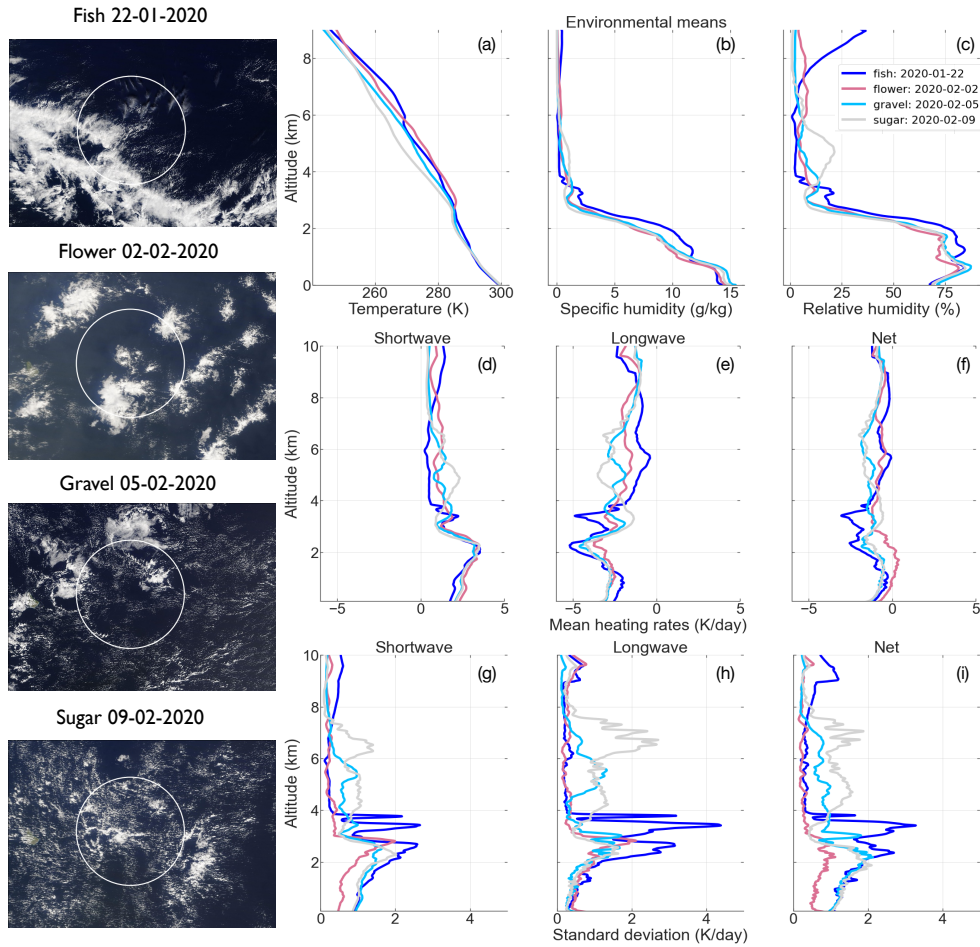 Fish 22-01-2020
Flower 02-02-2020
Gravel 05-02-2020
Sugar 09-02-2020
Environmental means
(a)
(b)
(c)
8
6
4
2
0
Altitude (km)
260
280
300
Temperature (K)
0
5
10
15
Specific humidity (g/kg)
0
25
50
75
Relative humidity (%)
fish: 2020-01-22
flower: 2020-02-02
gravel: 2020-02-05
sugar: 2020-02-09
Shortwave
Longwave
Net
(d)
(e)
(f)
10
8
6
4
2
Altitude (km)
−5
0
5
−5
0
5
−5
0
5
Mean heating rates (K/day)
Shortwave
Longwave
Net
(g)
(h)
(i)
10
8
6
4
2
Altitude (km)
0
2
4
0
2
4
0
2
4
Standard deviation (K/day)